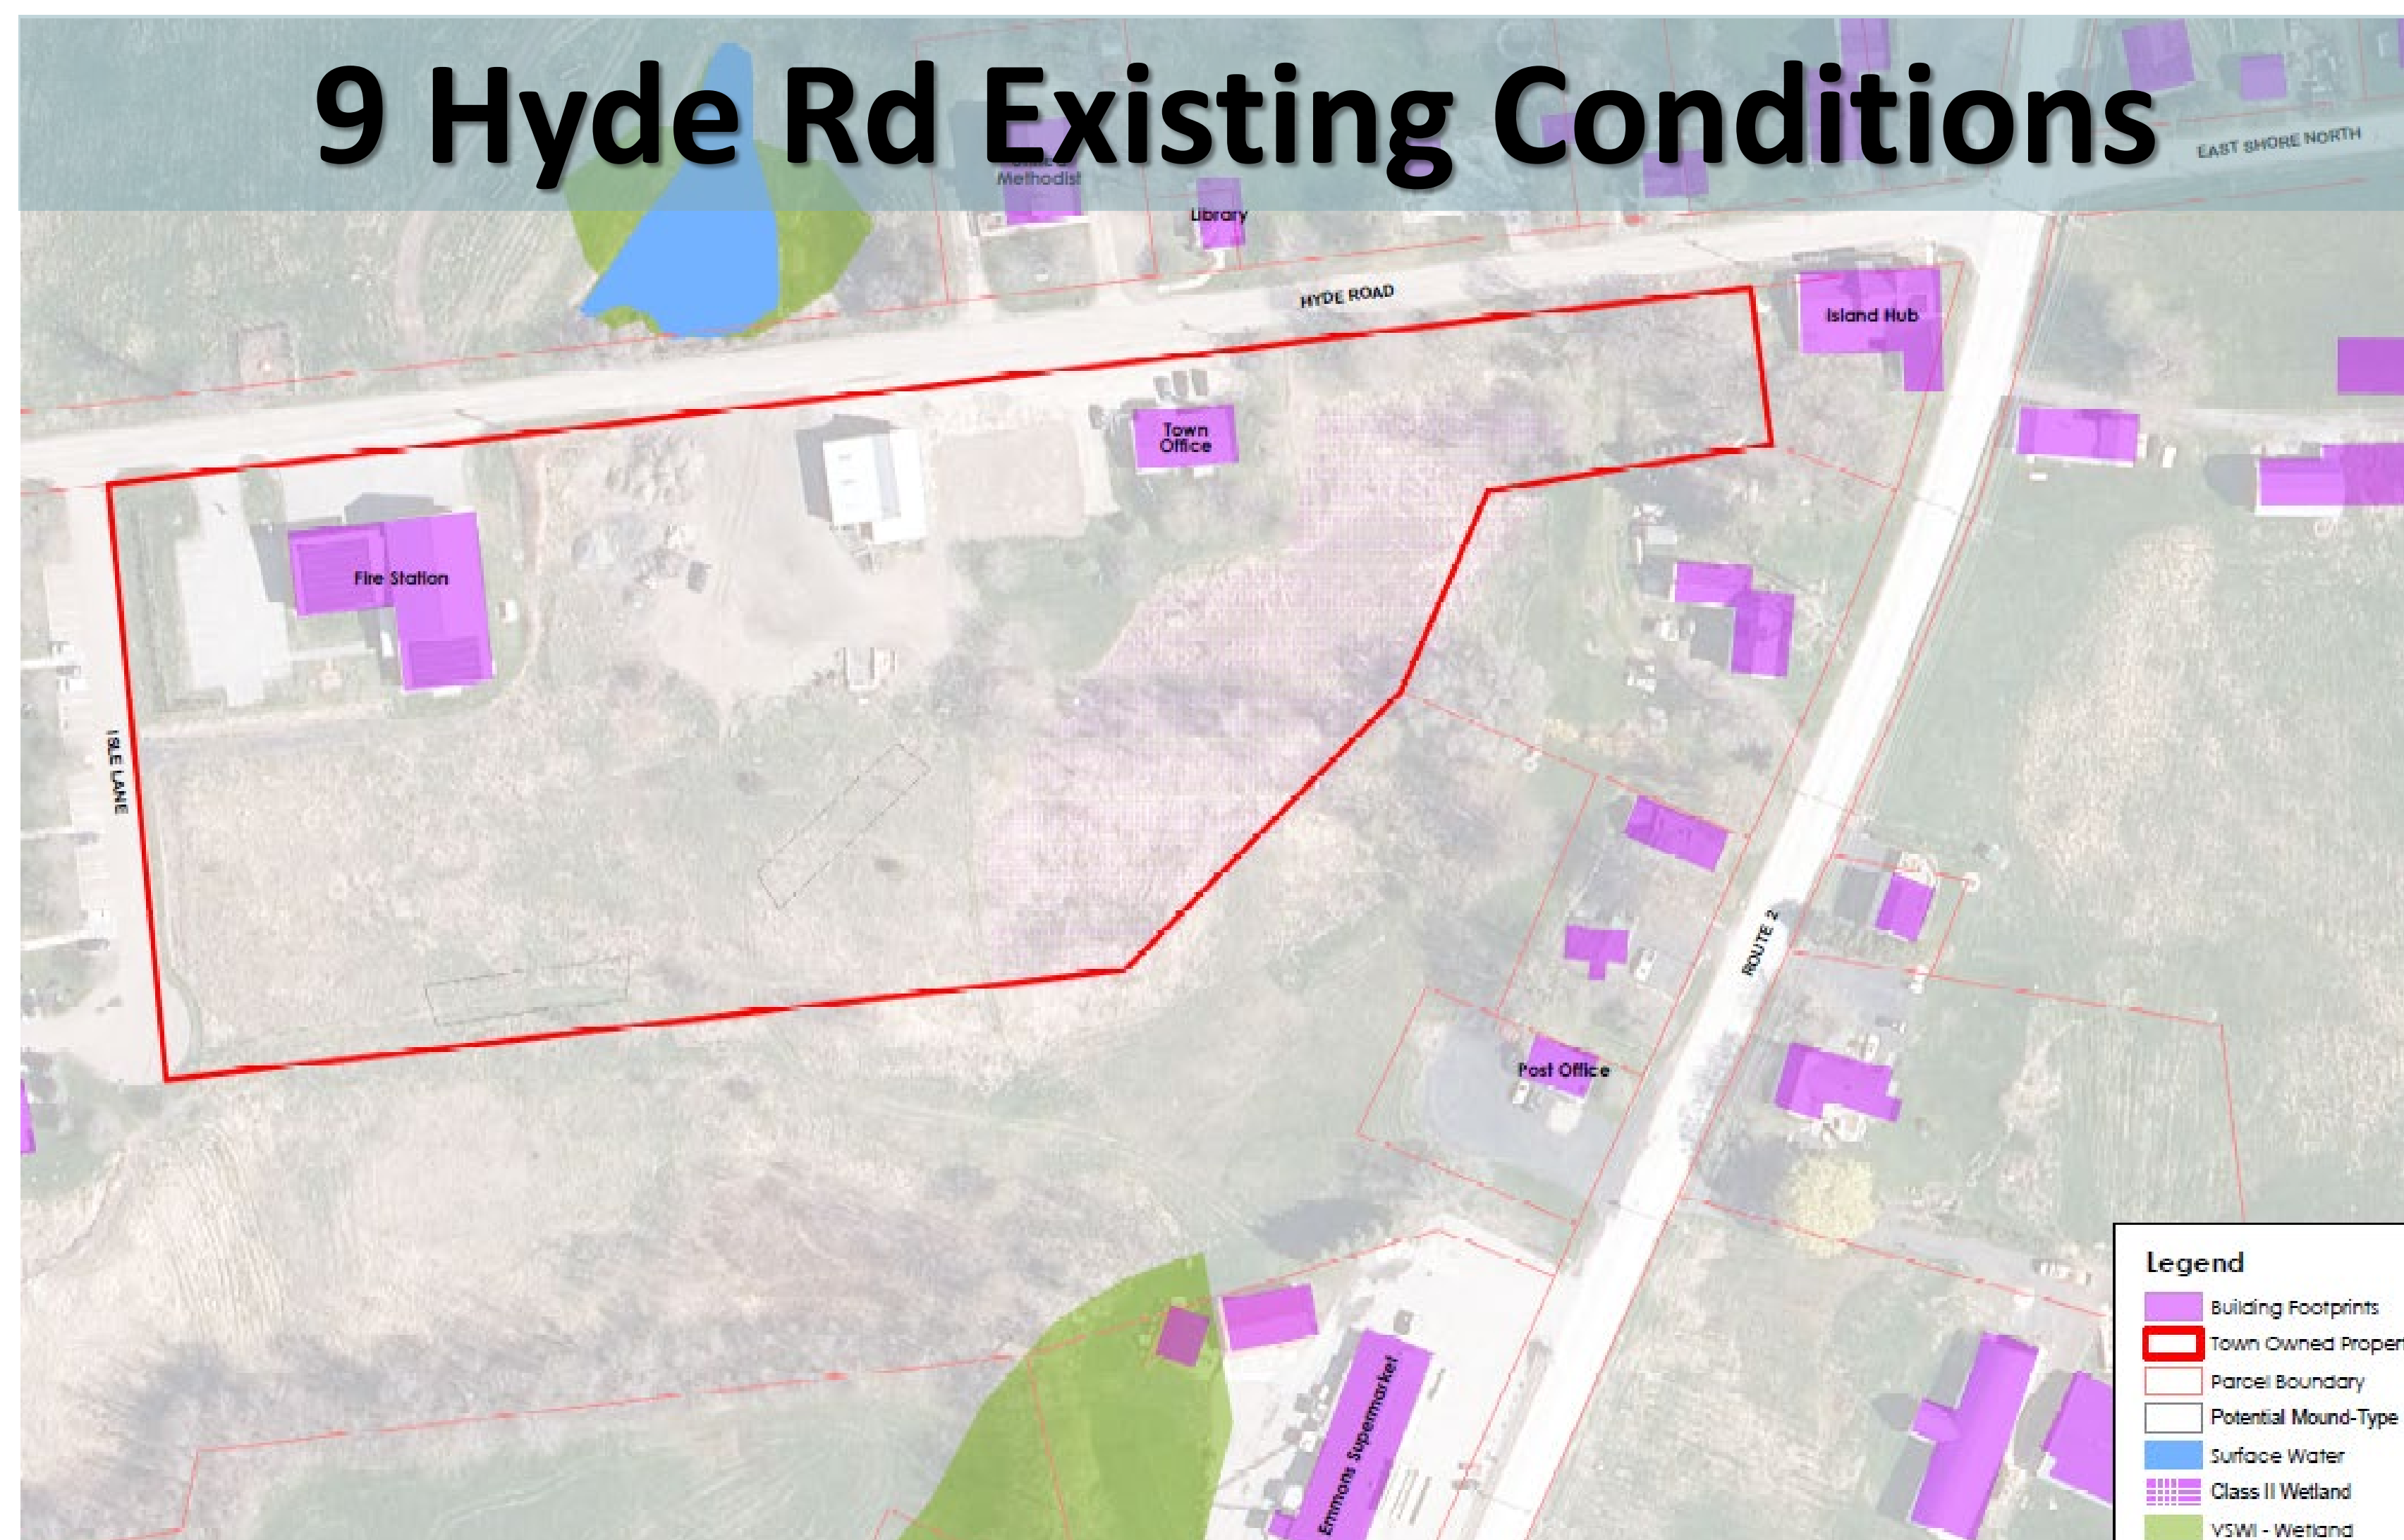 9 Hyde Rd Existing Conditions
EAST SHORE NORTH
Methodist
Library
HYDE ROAD
Island Hub
Town
Office
Fire Station
ISLE LANE
ROUTE 2
Post Office
Emmons Supermarket
Legend
Building Footprints
Town Owned Propert
Parcel Boundary
Potential Mound-Type
Surface Water
Class II Wetland
VSWI - Wetland